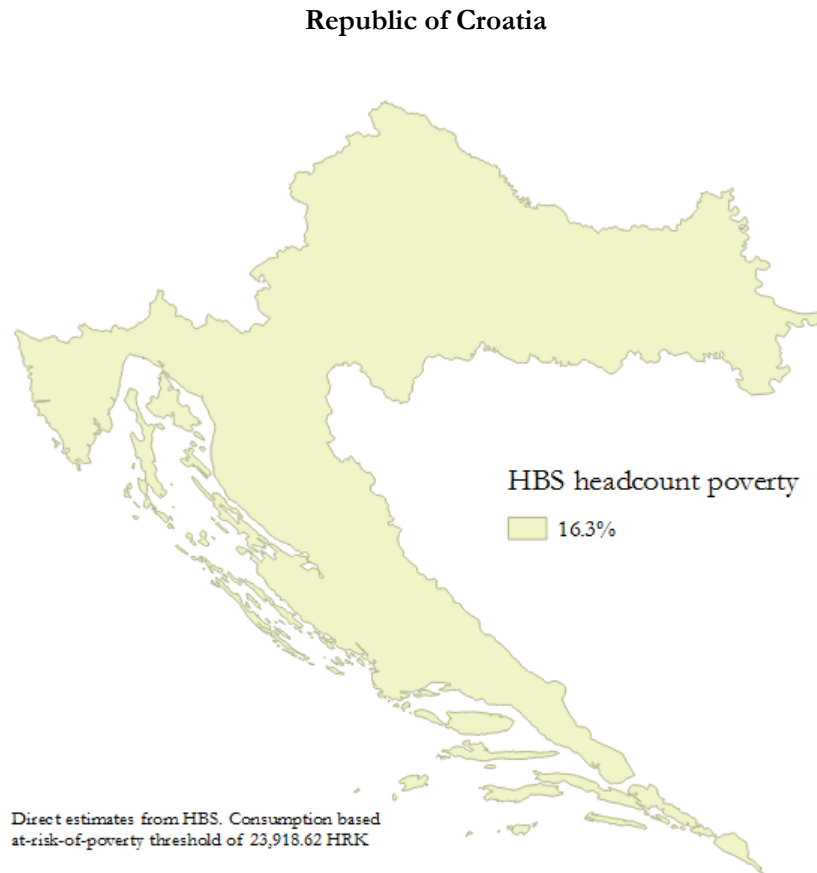 Republic of Croatia
HBS headcount poverty
16.3%
Direct estimates from HBS. Consumption based
at-risk-of-poverty threshold of 23,918.62 HRK